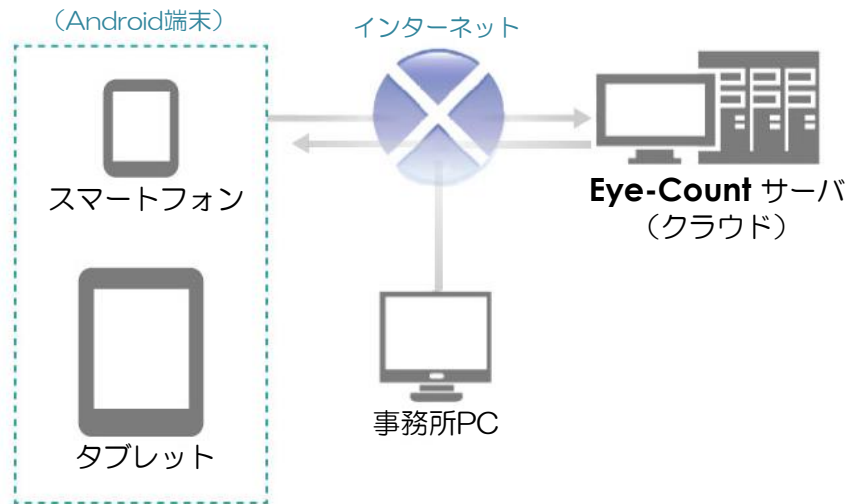 （Android端末）
インターネット
スマートフォン
Eye-Count サーバ
（クラウド）
タブレット
事務所PC